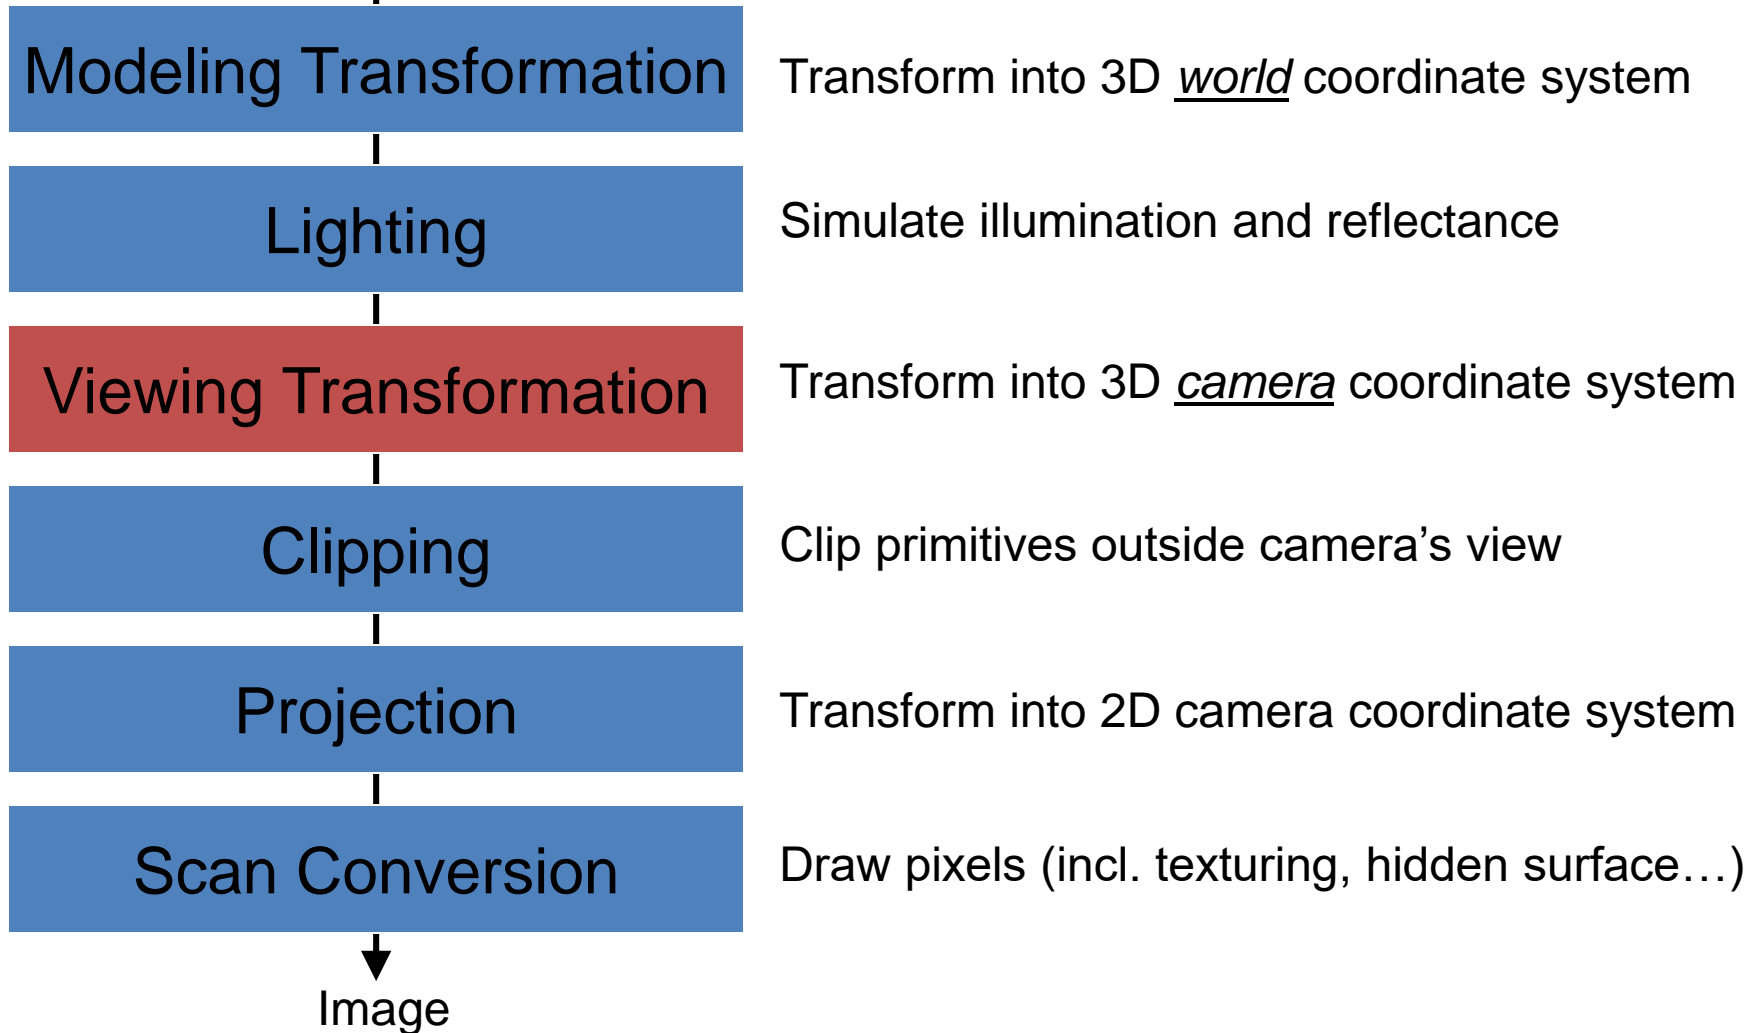 Modeling Transformation
Transform into 3D world coordinate system
Lighting
Simulate illumination and reflectance
Viewing Transformation
Transform into 3D camera coordinate system
Clipping
Clip primitives outside camera’s view
Projection
Transform into 2D camera coordinate system
Scan Conversion
Draw pixels (incl. texturing, hidden surface…)
Image